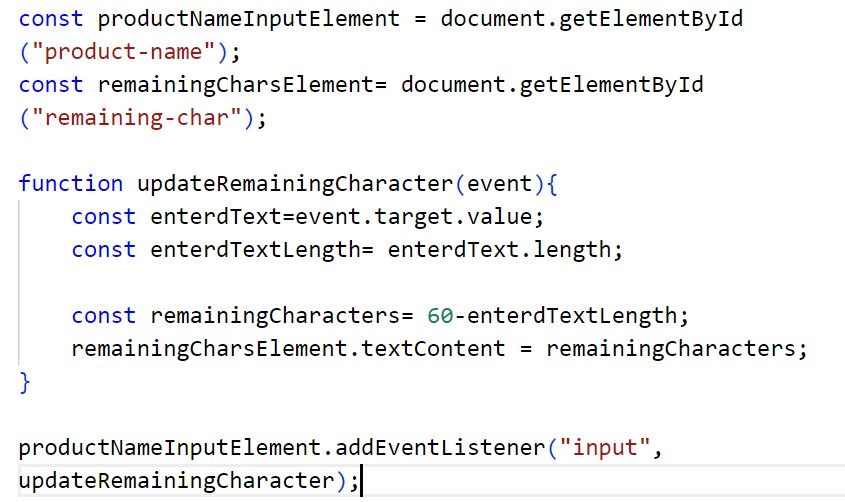 const productNameInputElement = document.getElementById
("product-name");
const remainingCharsElement= document.getElementById
("remaining-char");
function updateRemainingCharacter(event){
    const enterdText=event.target.value;
    const enterdTextLength= enterdText.length;
    const remainingCharacters= 60-enterdTextLength;
    remainingCharsElement.textContent = remainingCharacters;
}
productNameInputElement.addEventListener("input",
updateRemainingCharacter);